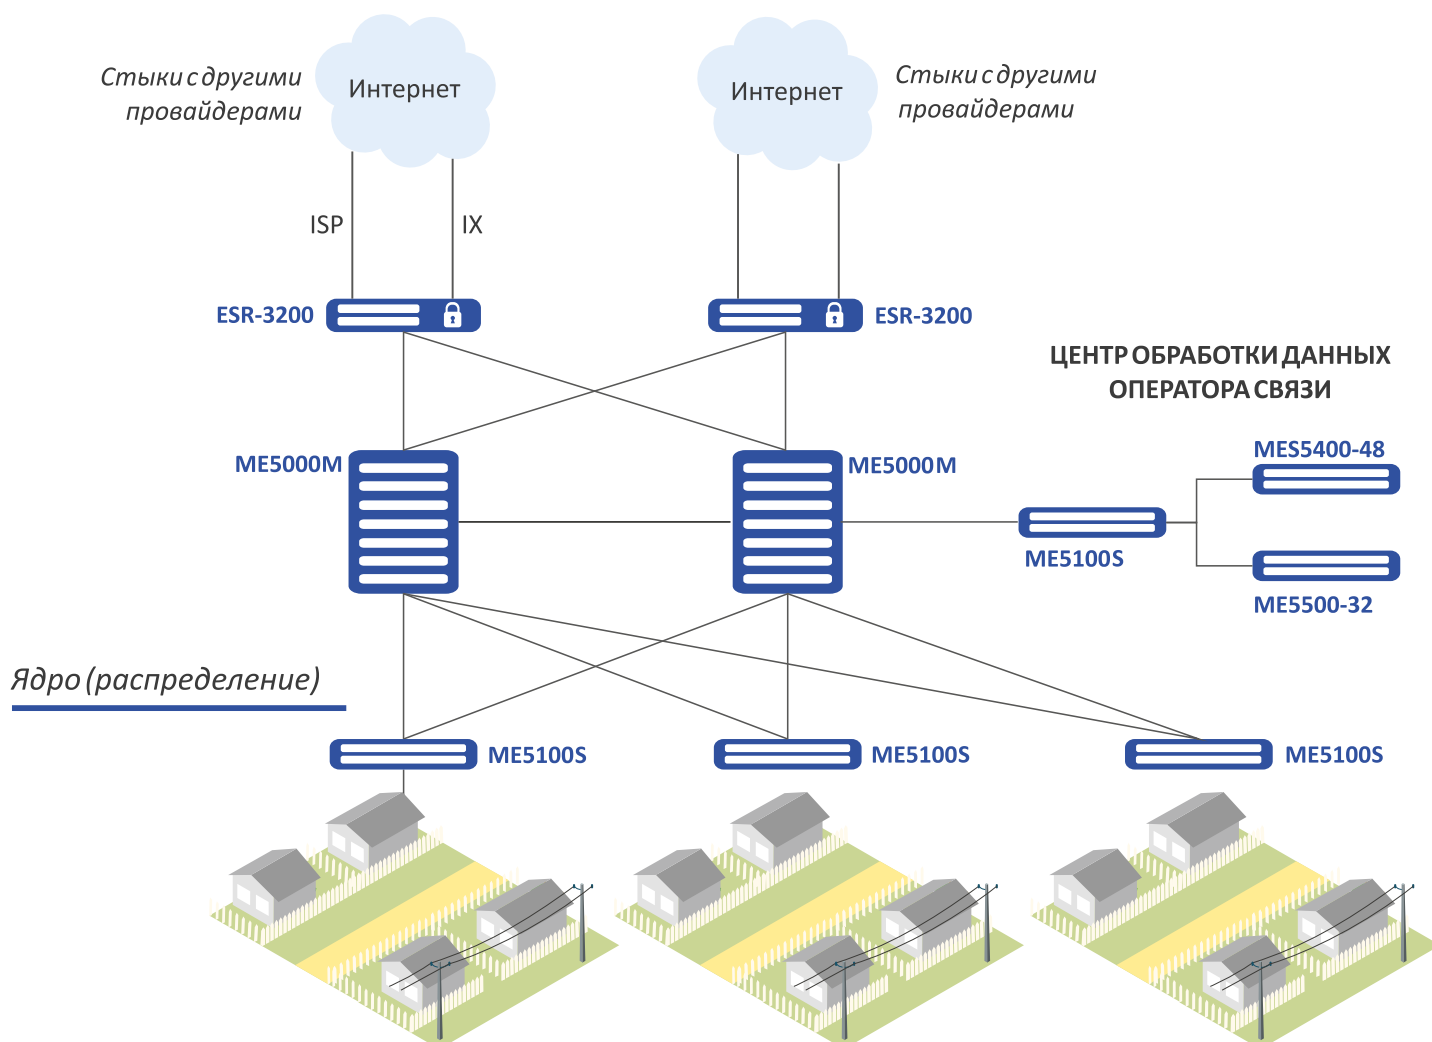 Стыки с другими
провайдерами
Интернет
Интернет
Стыки с другими
провайдерами
ISP
IX
ESR-3200
ESR-3200
ЦЕНТР ОБРАБОТКИ ДАННЫХ
ОПЕРАТОРА СВЯЗИ
ME5000M
ME5000M
MES5400-48
ME5100S
ME5500-32
Ядро (распределение)
ME5100S
ME5100S
ME5100S